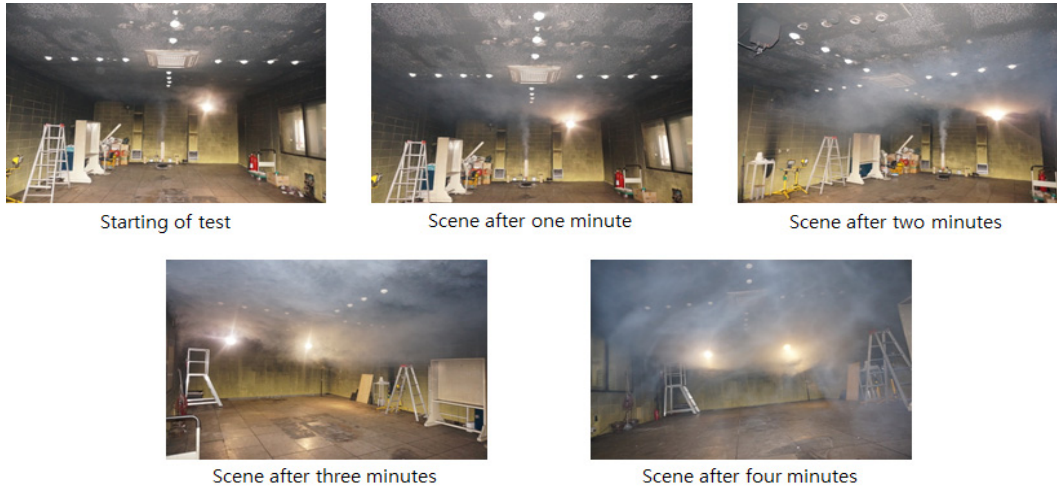 Starting of test
Scene after one minute
Scene after two minutes
Scene after three minutes
Scene after four minutes